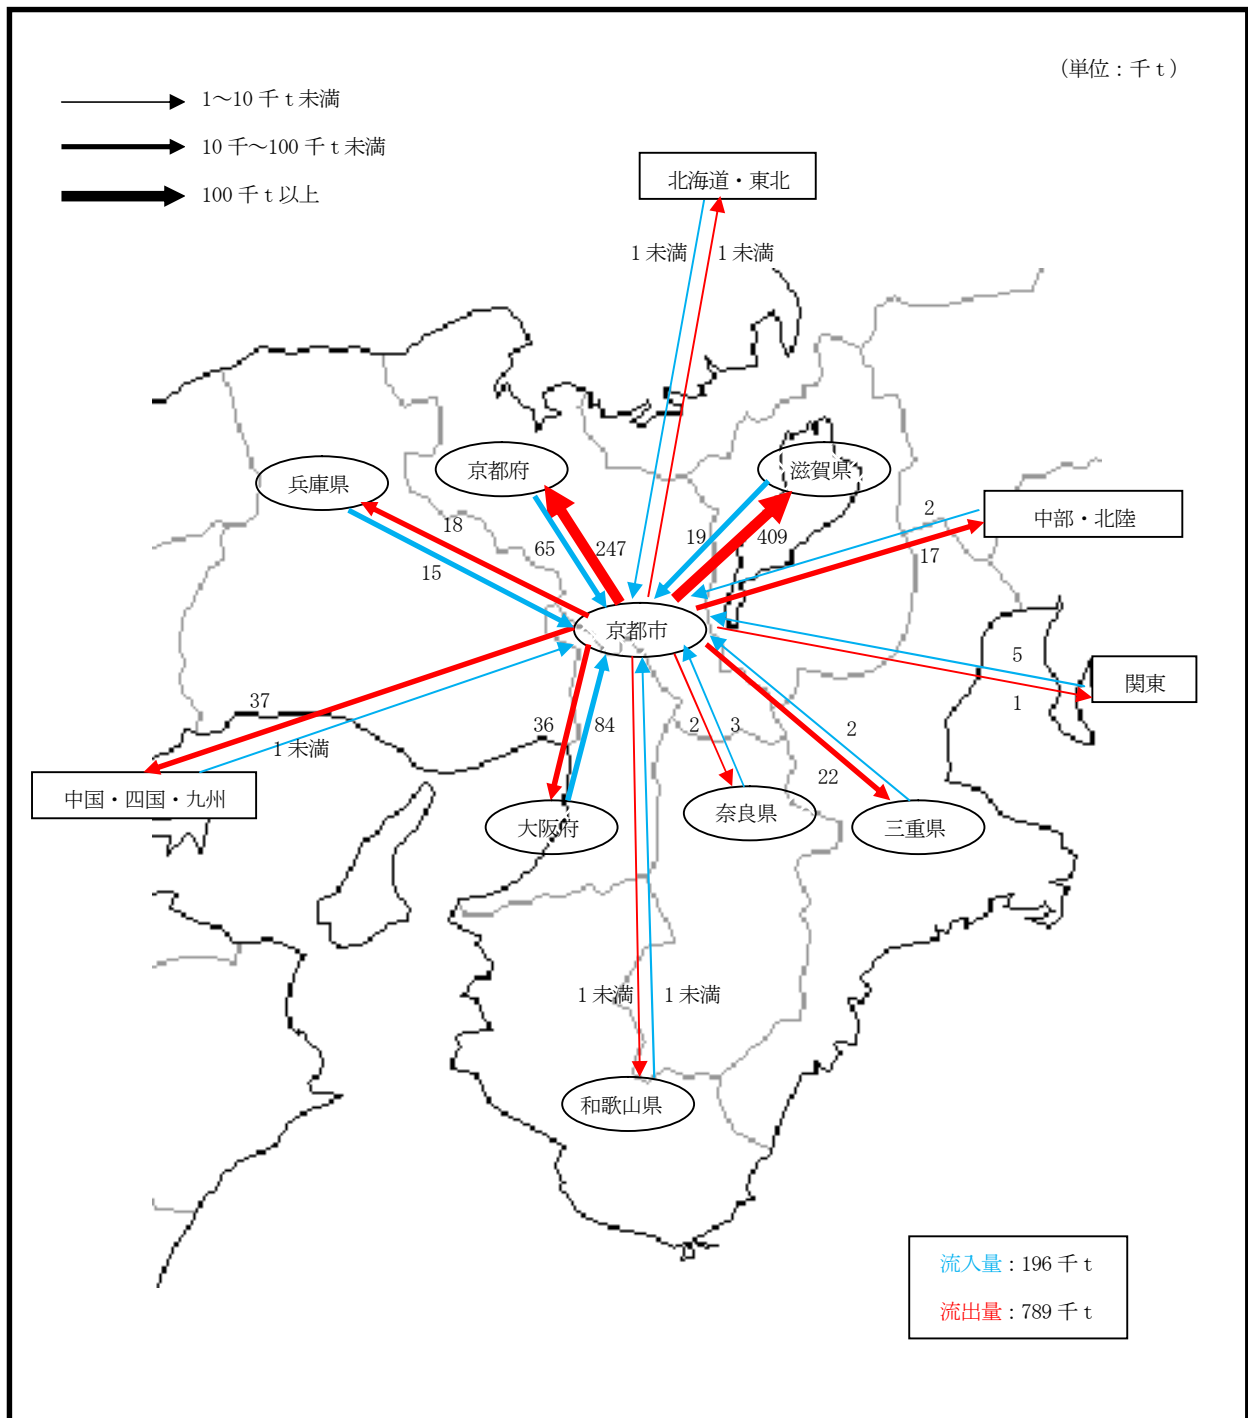 （単位：千ｔ）
1～10 千ｔ未満
10 千～100 千ｔ未満
100 千ｔ以上
北海道・東北
1 未満
1 未満
兵庫県
京都府
滋賀県
中部・北陸
2
17
18
15
65
247
19
409
京都市
関東
5
1
37
1 未満
中国・四国・九州
36
84
2
3
2
22
大阪府
奈良県
三重県
1 未満
1 未満
和歌山県
流入量：196 千ｔ
流出量：789 千ｔ